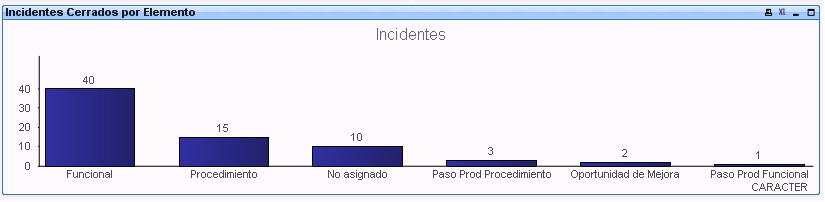 Incidentes Cerrados por Elemento
XL
Incidentes
40
30
20
10
0
40
15
10
3
2
1
Funcional
Procedimiento
No asignado
Paso Prod Procedimiento
Oportunidad de Mejora
Paso Prod Funcional
CARACTER